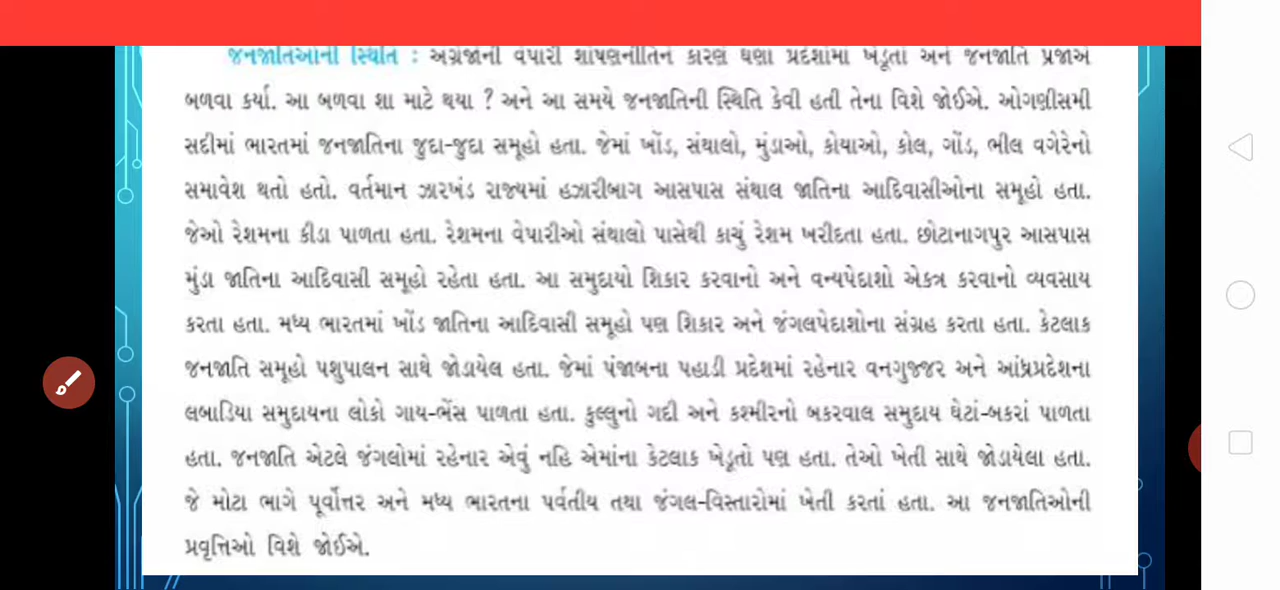 જનજાતિઓની સ્થિતિ : અંગ્રેજોની વેપારી શોષણનીતિને કારણે ઘણા પ્રદેશોમાં ખેડૂતો અને જનજાતિ પ્રજાએ
બળવા કર્યા. આ બળવા શા માટે થયા ? અને આ સમયે જનજાતિની સ્થિતિ કેવી હતી તેના વિશે જોઈએ. ઓગણીસમી
સદીમાં ભારતમાં જનજાતિના જુદા-જુદા સમૂહો હતા. જેમાં ખોંડ, સંથાલો, મુંડાઓ, કોયાઓ, કોલ, ગોંડ, ભીલ વગેરેનો
સમાવેશ થતો હતો. વર્તમાન ઝારખંડ રાજ્યમાં હઝારીબાગ આસપાસ સંથાલ જાતિના આદિવાસીઓના સમૂહો હતા.
જેઓ રેશમના કીડા પાળતા હતા. રેશમના વેપારીઓ સંથાલો પાસેથી કાચું રેશમ ખરીદતા હતા. છોટાનાગપુર આસપાસ
મુંડા જાતિના આદિવાસી સમૂહો રહેતા હતા. આ સમુદાયો શિકાર કરવાનો અને વન્યપેદાશો એકત્ર કરવાનો વ્યવસાય
કરતા હતા. મધ્ય ભારતમાં ખોંડ જાતિના આદિવાસી સમૂહો પણ શિકાર અને જંગલપેદાશોના સંગ્રહ કરતા હતા. કેટલાક
જનજાતિ સમૂહો પશુપાલન સાથે જોડાયેલ હતા. જેમાં પંજાબના પહાડી પ્રદેશમાં રહેનાર વનગુજ્જર અને આંધ્રપ્રદેશના
લબાડિયા સમુદાયના લોકો ગાય-ભેંસ પાળતા હતા. કુલ્લુનો ગદ્દી અને કશ્મીરનો બકરવાલ સમુદાય ઘેટાં-બકરાં પાળતા
હતા. જનજાતિ એટલે જંગલોમાં રહેનાર એવું નહિ એમાંના કેટલાક ખેડૂતો પણ હતા. તેઓ ખેતી સાથે જોડાયેલા હતા.
જે મોટા ભાગે પૂર્વોત્તર અને મધ્ય ભારતના પર્વતીય તથા જંગલ-વિસ્તારોમાં ખેતી કરતાં હતા. આ જનજાતિઓની
પ્રવૃત્તિઓ વિશે જોઈએ.